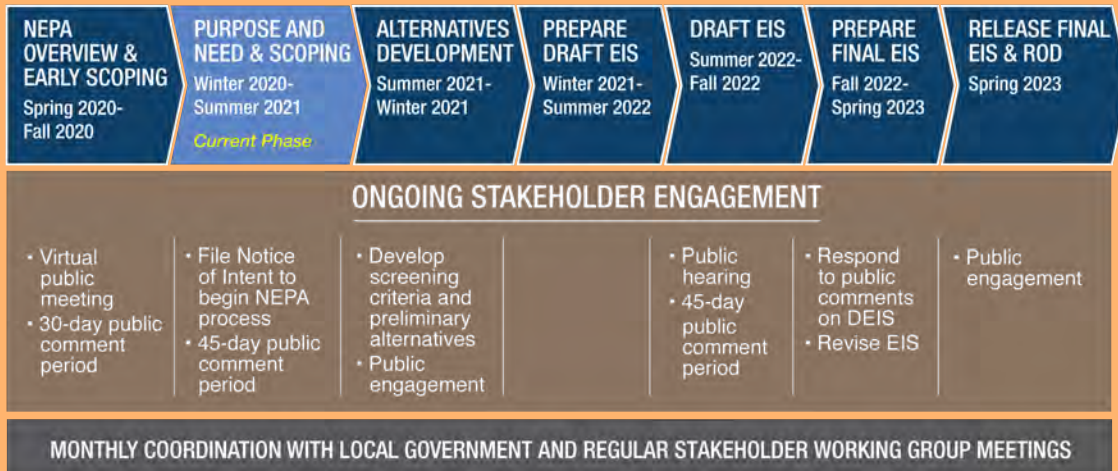 NEPA
OVERVIEW &
EARLY SCOPING
Spring 2020-
Fall 2020
PURPOSE AND
NEED & SCOPING
Winter 2020-
Summer 2021
Current Phase
ALTERNATIVES
DEVELOPMENT
Summer 2021-
Winter 2021
PREPARE
DRAFT EIS
Winter 2021-
Summer 2022
DRAFT EIS
Summer 2022-
Fall 2022
PREPARE
FINAL EIS
Fall 2022-
Spring 2023
RELEASE FINAL
EIS & ROD
Spring 2023
ONGOING STAKEHOLDER ENGAGEMENT
• Virtual
public
meeting
• 30-day public
comment
period
• File Notice
of Intent to
begin NEPA
process
• 45-day public
comment
period
• Develop
screening
criteria and
preliminary
alternatives
• Public
engagement
• Public
hearing
• 45-day
public
comment
period
• Respond
to public
comments
on DEIS
• Revise EIS
• Public
engagement
MONTHLY COORDINATION WITH LOCAL GOVERNMENT AND REGULAR STAKEHOLDER WORKING GROUP MEETINGS